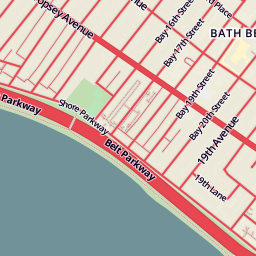 opsey Avenue
Bay 16th Street
Place
BATH BE
Bay 17th Street
Bay 19th Street
Bay 20th Street
19th Avenue
19th Lane
Shore Parkway
Parkway
Belt Parkway